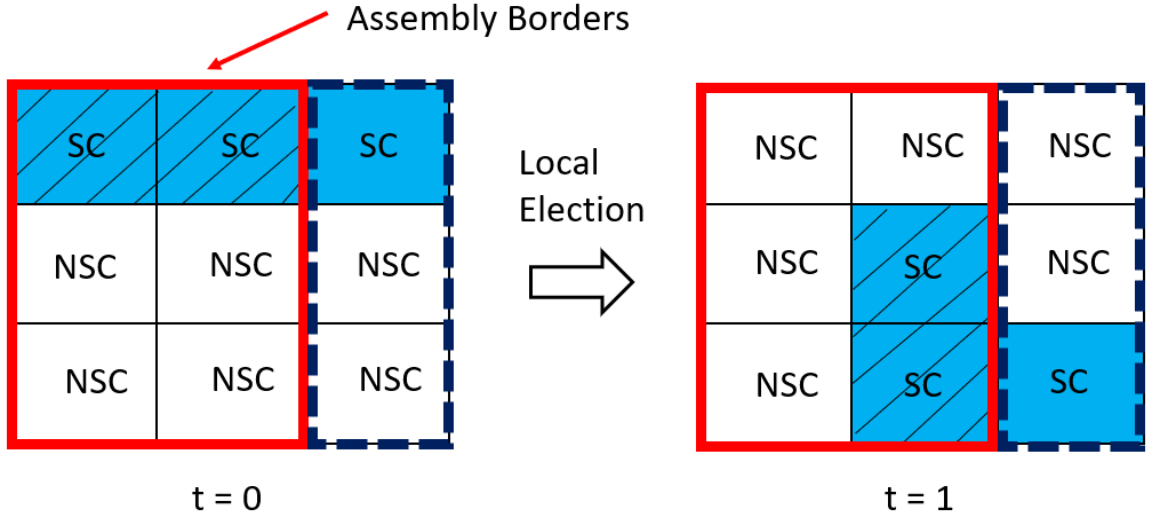 Assembly Borders
SC SC SC
NSC NSC NSC
NSC NSC NSC
t = 0
Local
Election
NSC NSC NSC
NSC SC NSC
NSC SC SC
t = 1